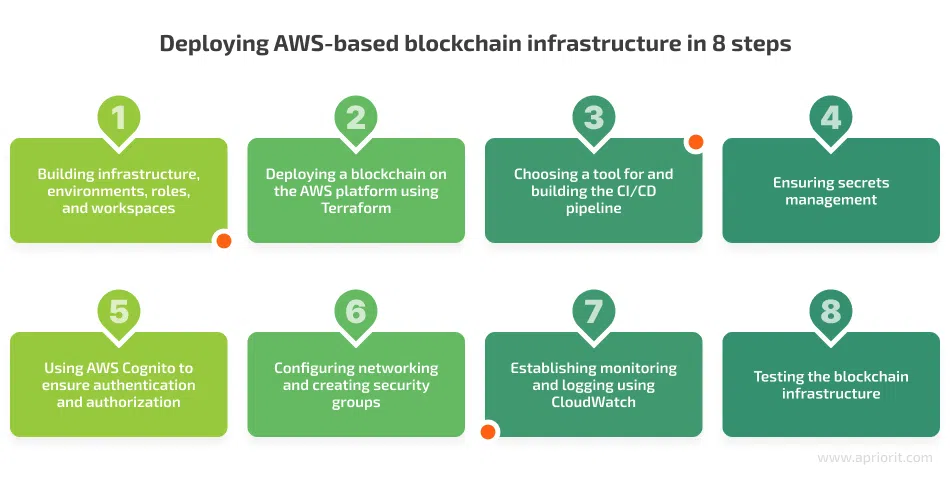 Deploying AWS-based blockchain infrastructure in 8 steps
1
Building infrastructure,
environments, roles,
and workspaces
2
Deploying a blockchain on
the AWS platform using
Terraform
3
Choosing a tool for and
building the CI/CD
pipeline
4
Ensuring secrets
management
5
Using AWS Cognito to
ensure authentication
and authorization
6
Configuring networking
and creating security
groups
7
Establishing monitoring
and logging using
CloudWatch
8
Testing the blockchain
infrastructure
www.apriorit.com